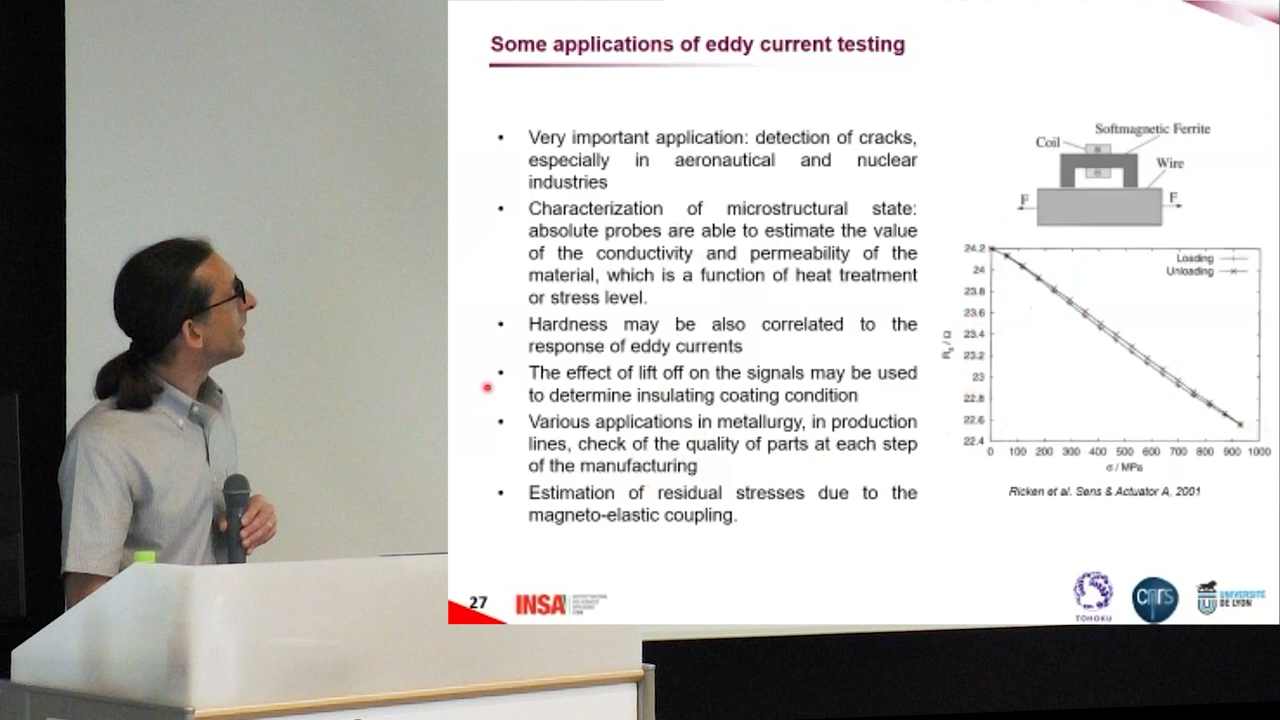 Some applications of eddy current testing
• Very important application: detection of cracks,
especially in aeronautical and nuclear
industries
• Characterization of microstructural state:
absolute probes are able to estimate the value
of the conductivity and permeability of the
material, which is a function of heat treatment
or stress level.
• Hardness may be also correlated to the
response of eddy currents
• The effect of lift off on the signals may be used
to determine insulating coating condition
• Various applications in metallurgy, in production
lines, check of the quality of parts at each step
of the manufacturing
• Estimation of residual stresses due to the
magneto-elastic coupling.
Softmagnetic Ferrite
Coil
Wire
F
F
24.2
24
23.8
23.6
23.4
23.2
23
22.8
22.6
22.4
Loading
Unloading
0 100 200 300 400 500 600 700 800 900 1000
σ / MPa
Ricken et al. Sens & Actuator A, 2001
27
INSA
TOHOKU
cnrs
UNIVERSITÉ
DE LYON